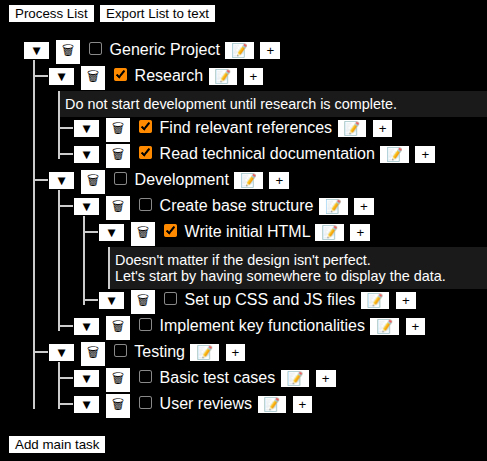 Process List Export List to text
▼ Generic Project +
▼ Research +
Do not start development until research is complete.
▼ Find relevant references +
▼ Read technical documentation +
▼ Development +
▼ Create base structure +
▼ Write initial HTML +
Doesn't matter if the design isn't perfect.
Let's start by having somewhere to display the data.
▼ Set up CSS and JS files +
▼ Implement key functionalities +
▼ Testing +
▼ Basic test cases +
▼ User reviews +
Add main task